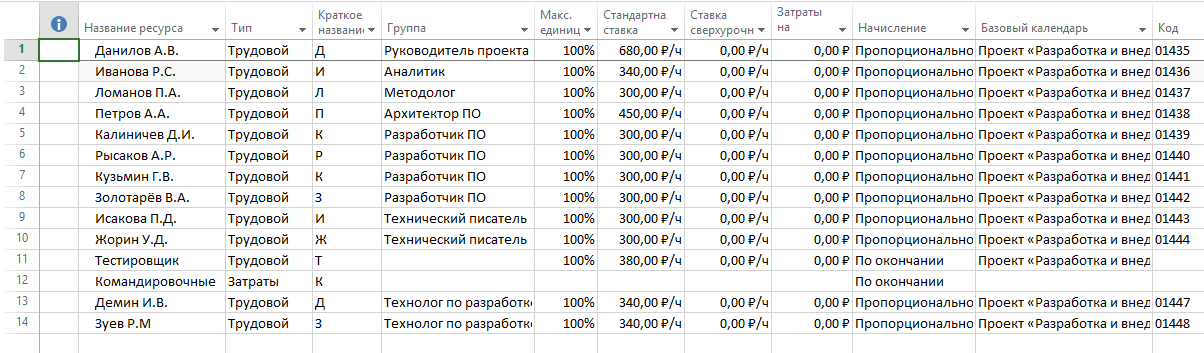 Название ресурса Тип Краткое названи Группа Макс. единиц Стандартна ставка Ставка сверхурочн Затраты на Начисление Базовый календарь Код
1 Данилов А.В. Трудовой Д Руководитель проекта 100% 680,00 ₽/ч 0,00 ₽/ч 0,00 ₽ Пропорционально Проект «Разработка и внед 01435
2 Иванова Р.С. Трудовой И Аналитик 100% 340,00 ₽/ч 0,00 ₽/ч 0,00 ₽ Пропорционально Проект «Разработка и внед 01436
3 Ломанов П.А. Трудовой Л Методолог 100% 300,00 ₽/ч 0,00 ₽/ч 0,00 ₽ Пропорционально Проект «Разработка и внед 01437
4 Петров А.А. Трудовой П Архитектор ПО 100% 450,00 ₽/ч 0,00 ₽/ч 0,00 ₽ Пропорционально Проект «Разработка и внед 01438
5 Калиничев Д.И. Трудовой К Разработчик ПО 100% 300,00 ₽/ч 0,00 ₽/ч 0,00 ₽ Пропорционально Проект «Разработка и внед 01439
6 Рысаков А.Р. Трудовой Р Разработчик ПО 100% 300,00 ₽/ч 0,00 ₽/ч 0,00 ₽ Пропорционально Проект «Разработка и внед 01440
7 Кузьмин Г.В. Трудовой К Разработчик ПО 100% 300,00 ₽/ч 0,00 ₽/ч 0,00 ₽ Пропорционально Проект «Разработка и внед 01441
8 Золотарёв В.А. Трудовой З Разработчик ПО 100% 300,00 ₽/ч 0,00 ₽/ч 0,00 ₽ Пропорционально Проект «Разработка и внед 01442
9 Исакова П.Д. Трудовой И Технический писатель 100% 300,00 ₽/ч 0,00 ₽/ч 0,00 ₽ Пропорционально Проект «Разработка и внед 01443
10 Жорин У.Д. Трудовой Ж Технический писатель 100% 300,00 ₽/ч 0,00 ₽/ч 0,00 ₽ Пропорционально Проект «Разработка и внед 01444
11 Тестировщик Трудовой Т 100% 380,00 ₽/ч 0,00 ₽/ч 0,00 ₽ По окончании Проект «Разработка и внед
12 Командировочные Затраты К По окончании
13 Демин И.В. Трудовой Д Технолог по разработке 100% 340,00 ₽/ч 0,00 ₽/ч 0,00 ₽ Пропорционально Проект «Разработка и внед 01447
14 Зуев Р.М Трудовой З Технолог по разработке 100% 340,00 ₽/ч 0,00 ₽/ч 0,00 ₽ Пропорционально Проект «Разработка и внед 01448